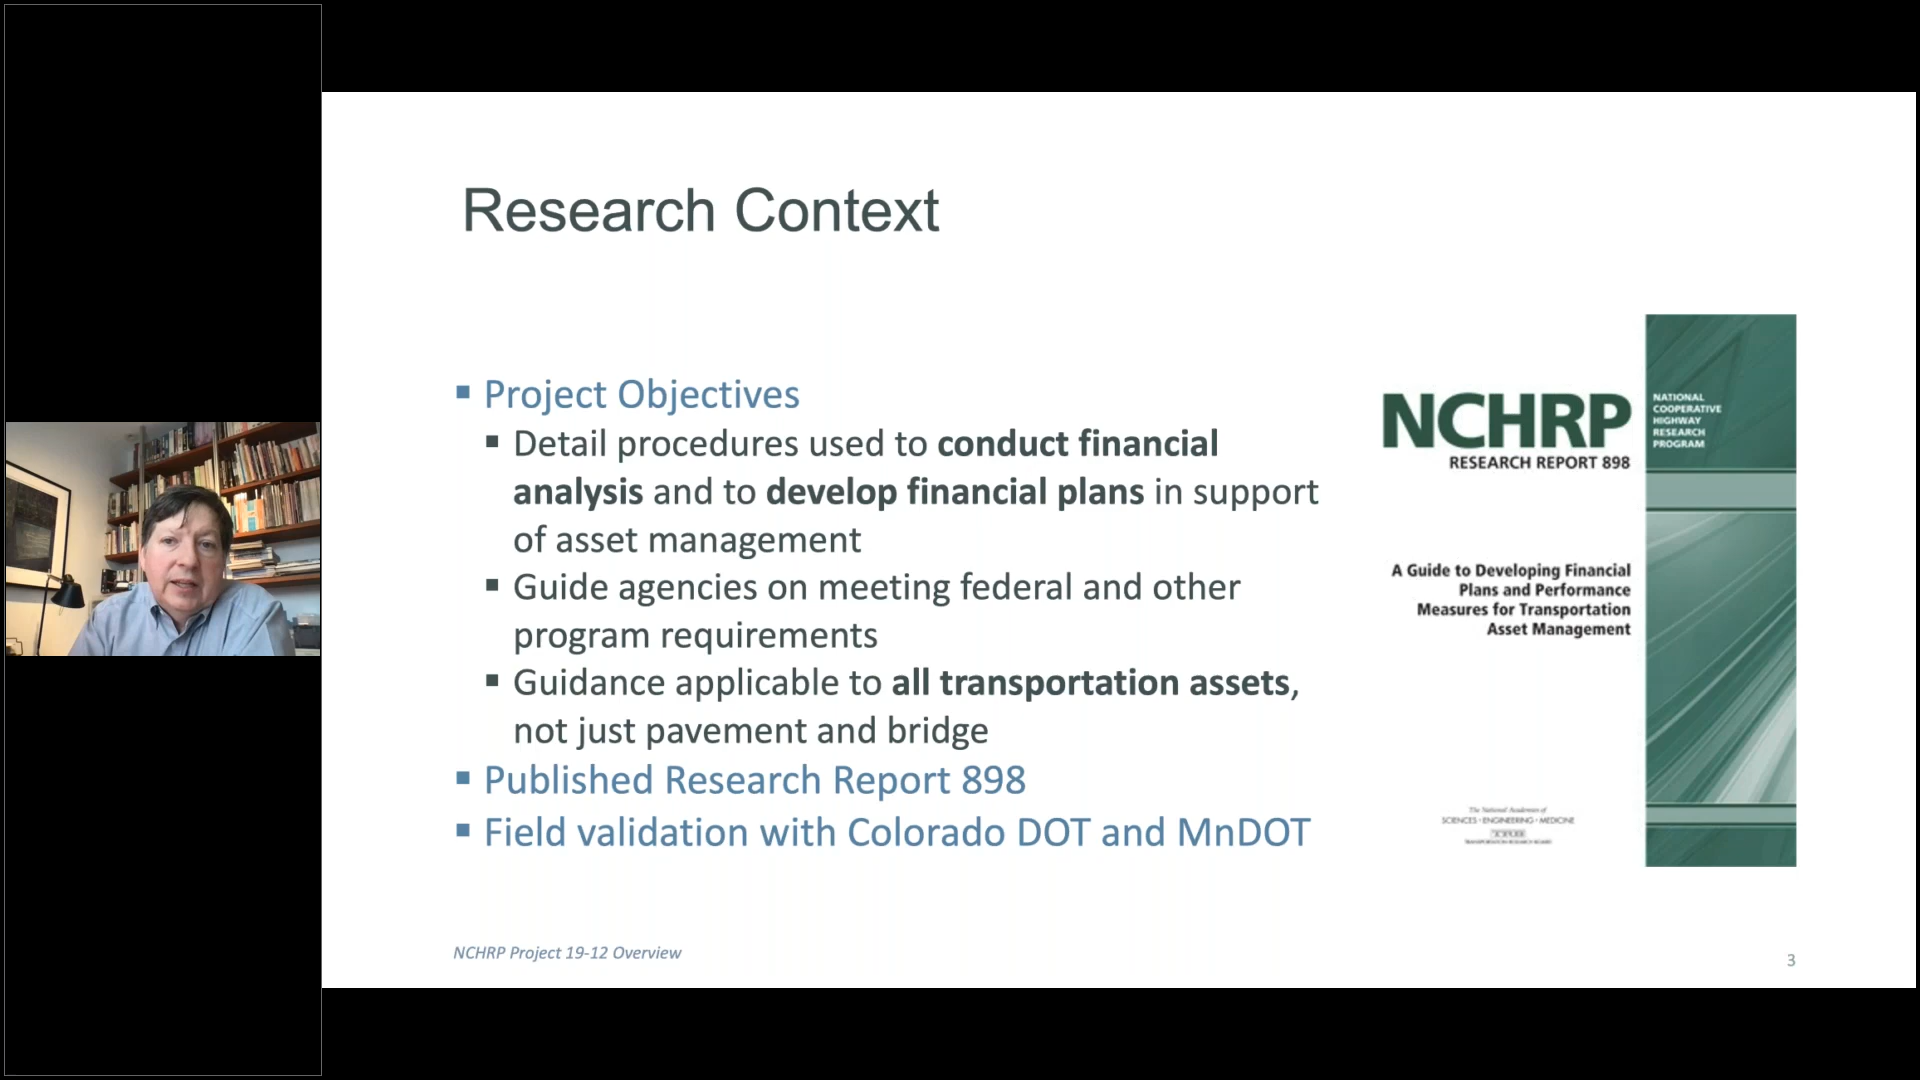 Research Context
Project Objectives
Detail procedures used to conduct financial
analysis and to develop financial plans in support
of asset management
Guide agencies on meeting federal and other
program requirements
Guidance applicable to all transportation assets,
not just pavement and bridge
Published Research Report 898
Field validation with Colorado DOT and MnDOT
NCHRP
RESEARCH REPORT 898
NATIONAL
COOPERATIVE
HIGHWAY
RESEARCH
PROGRAM
A Guide to Developing Financial
Plans and Performance
Measures for Transportation
Asset Management
The National Academies of
SCIENCES • ENGINEERING • MEDICINE
TRANSPORTATION RESEARCH BOARD
NCHRP Project 19-12 Overview
3